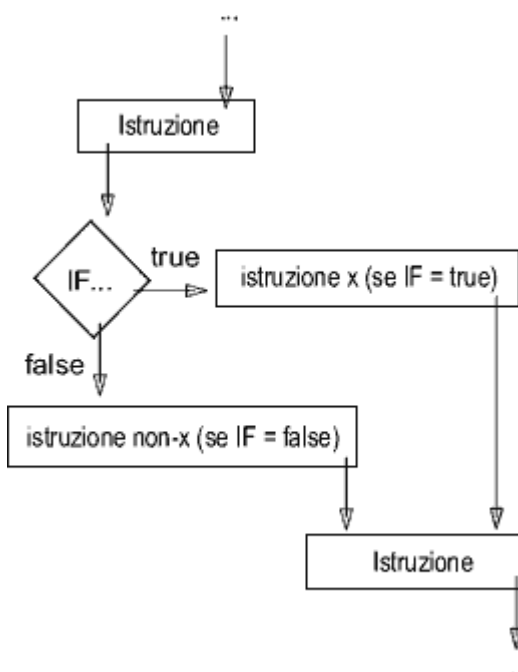 ...
Istruzione
IF...
true
istruzione x (se IF = true)
false
istruzione non-x (se IF = false)
Istruzione